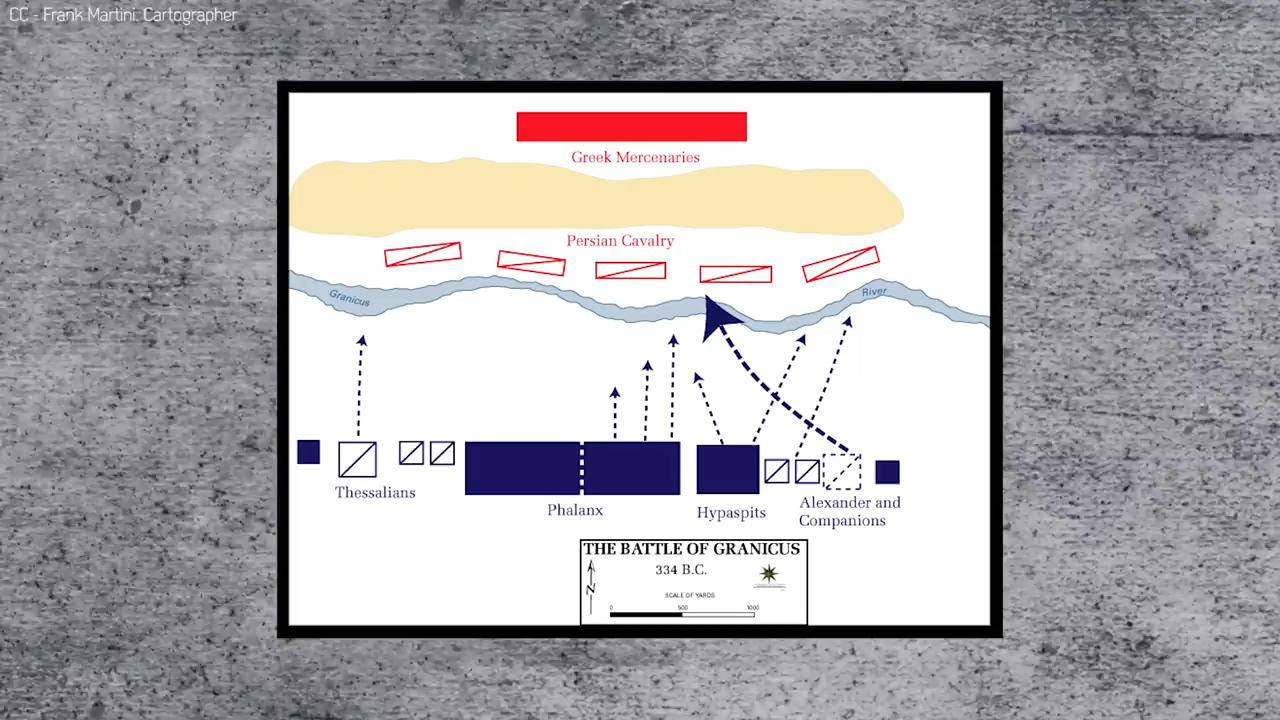 CC - Frank Martini. Cartographer
Greek Mercenaries
Persian Cavalry
Granicus
River
Thessalians
Phalanx
Hypaspits
Alexander and
Companions
THE BATTLE OF GRANICUS
334 B.C.
N
SCALE OF YARDS
0 500 1000